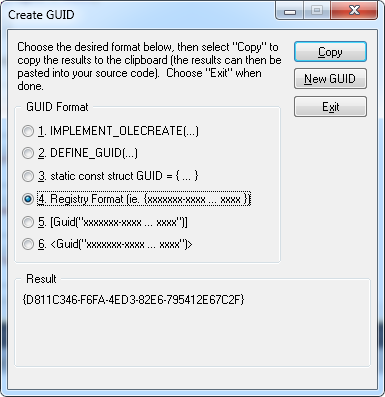 Create GUID
Choose the desired format below, then select "Copy" to
copy the results to the clipboard (the results can then be
pasted into your source code). Choose "Exit" when
done.
Copy
New GUID
Exit
GUID Format
1. IMPLEMENT_OLECREATE(...)
2. DEFINE_GUID(...)
3. static const struct GUID = { ... }
4. Registry Format (ie. {xxxxxxx-xxxx ... xxxx })
5. [Guid("xxxxxxx-xxxx ... xxxx")]
6. <Guid("xxxxxxx-xxxx ... xxxx")>
Result
{D811C346-F6FA-4ED3-82E6-795412E67C2F}